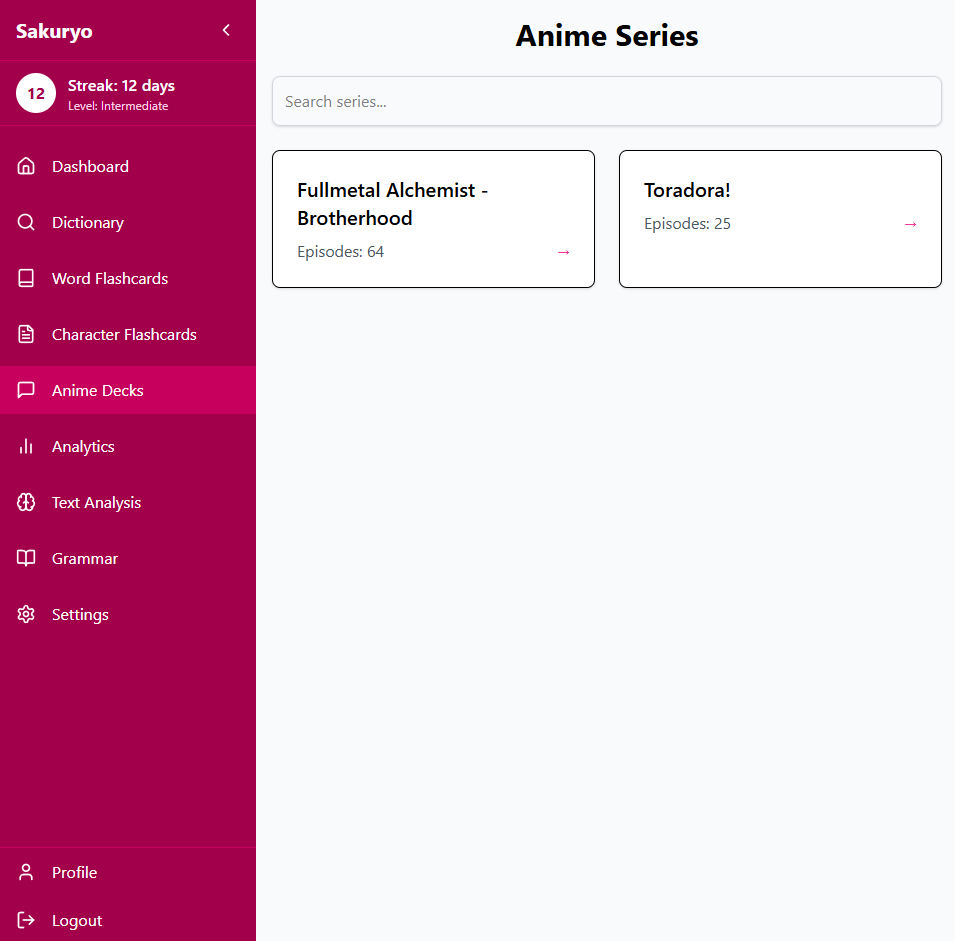 Sakuryo
12
Streak: 12 days
Level: Intermediate
Dashboard
Dictionary
Word Flashcards
Character Flashcards
Anime Decks
Analytics
Text Analysis
Grammar
Settings
Profile
Logout
Anime Series
Search series...
Fullmetal Alchemist -
Brotherhood
Episodes: 64 →
Toradora!
Episodes: 25 →